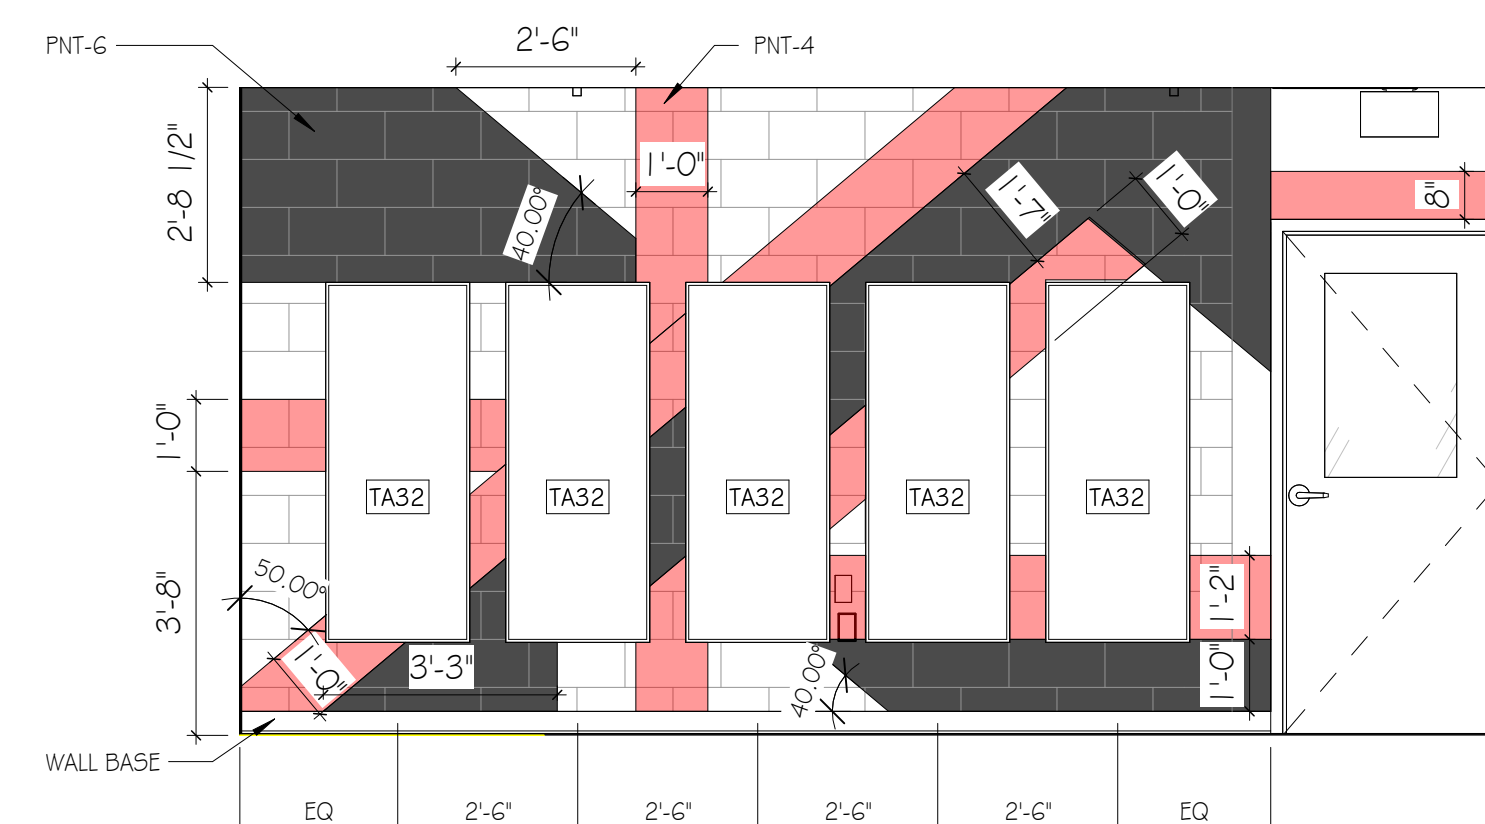 2'-6"
PNT-6
PNT-4
2'-8 1/2"
1'-0"
40.00°
1'-7"
1'-0"
8"
1'-0"
TA32
TA32
TA32
TA32
TA32
50.00°
3'-8"
1'-2"
1'-0"
3'-3"
40.00°
1'-0"
WALL BASE
EQ
2'-6"
2'-6"
2'-6"
2'-6"
EQ